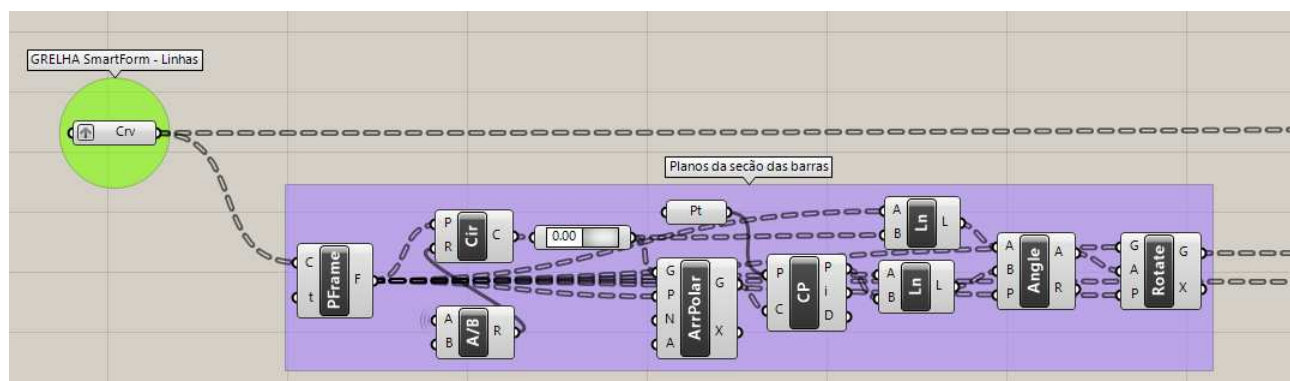 GRELHA SmartForm - Linhas
Crv
Planos da secão das barras
C
t
PFrame
F
P
R
Cir
C
0.00
A
B
A/B
R
Pt
G
P
N
A
ArrPolar
G
X
P
C
CP
P
i
D
A
B
Ln
L
A
B
Ln
L
A
B
P
Angle
A
R
G
A
P
Rotate
G
X